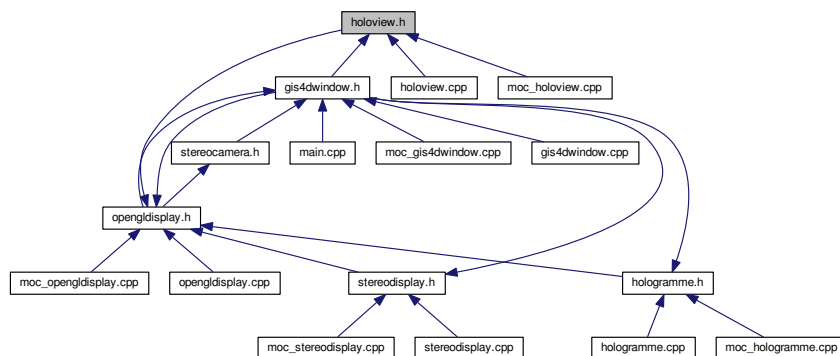 holoview.h
gis4dwindow.h
holoview.cpp
moc_holoview.cpp
stereocamera.h
main.cpp
moc_gis4dwindow.cpp
gis4dwindow.cpp
opengldisplay.h
moc_opengldisplay.cpp
opengldisplay.cpp
stereodisplay.h
hologramme.h
moc_stereodisplay.cpp
stereodisplay.cpp
hologramme.cpp
moc_hologramme.cpp